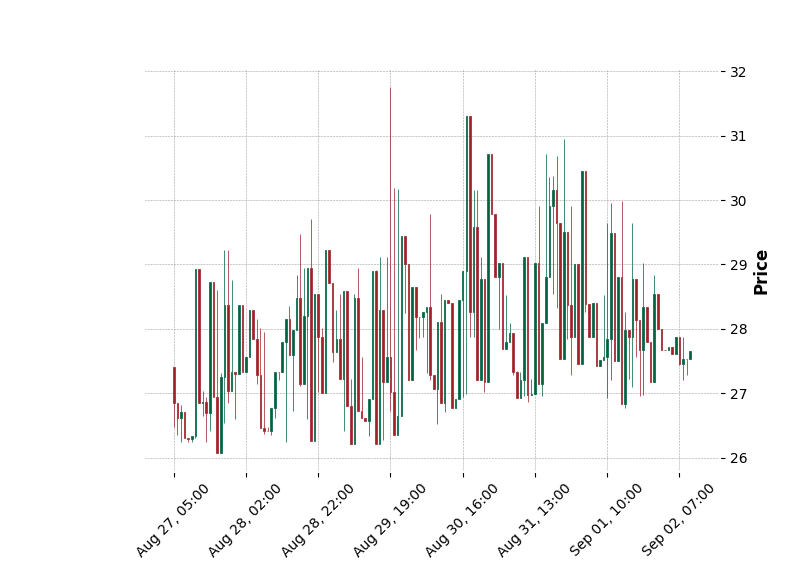 32
31
30
29
28
27
26
Price
Aug 27, 05:00
Aug 28, 02:00
Aug 28, 22:00
Aug 29, 19:00
Aug 30, 16:00
Aug 31, 13:00
Sep 01, 10:00
Sep 02, 07:00